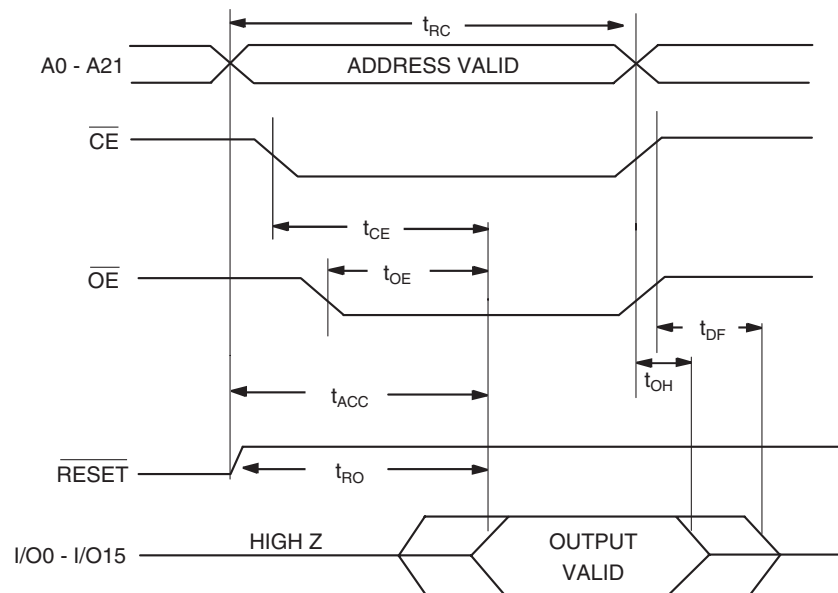 tRC
A0 - A21
ADDRESS VALID
CE
tCE
tOE
OE
tDF
tOH
tACC
RESET
tRO
HIGH Z
I/O0 - I/O15
OUTPUT
VALID